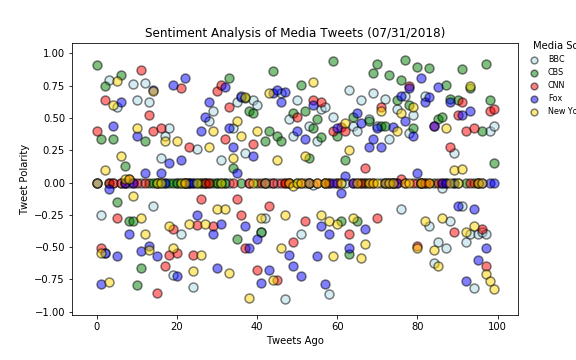 Sentiment Analysis of Media Tweets (07/31/2018)
Media
BBC
CBS
CNN
Fox
New
Tweet Polarity
1.00
0.75
0.50
0.25
0.00
−0.25
−0.50
−0.75
−1.00
0 20 40 60 80 100
Tweets Ago